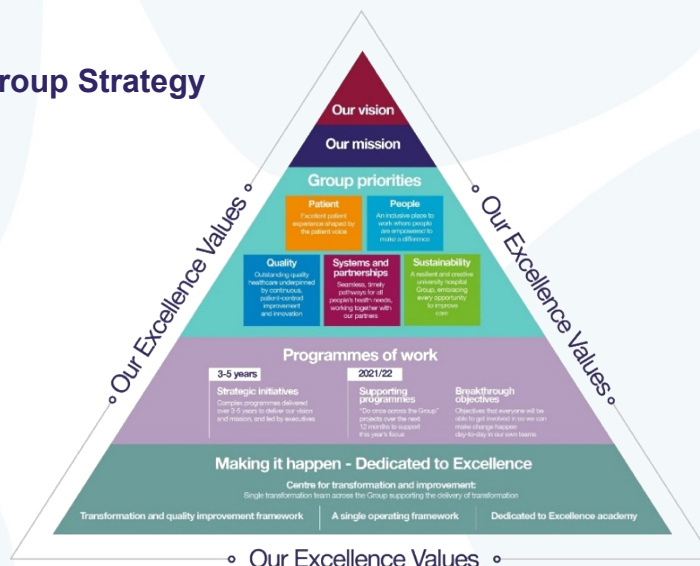 roup Strategy
Our vision
Our mission
Group priorities
Patient
Excellent patient
experience shaped by
the patient voice
People
An inclusive place to
work where people
are empowered to
make a difference
Quality
Outstanding quality
healthcare underpinned
by continuous,
patient-centred
improvement
and innovation
Systems and
partnerships
Seamless, timely
pathways for all
people's health needs,
working together with
our partners
Sustainability
A resilient and creative
university hospital
Group, embracing
every opportunity
to improve
care
Programmes of work
3-5 years
Strategic initiatives
Complex programmes delivered
over 3-5 years to deliver our vision
and mission, and led by executives
2021/22
Supporting
programmes
"Do once across the Group"
projects over the next
12 months to support
this year's focus
Breakthrough
objectives
Objectives that everyone will be
able to get involved in so we can
make change happen
day-to-day in our own teams
Making it happen - Dedicated to Excellence
Centre for transformation and improvement:
Single transformation team across the Group supporting the delivery of transformation
Transformation and quality improvement framework
A single operating framework
Dedicated to Excellence academy
Our Excellence Values
Our Excellence Values
Our Excellence Values